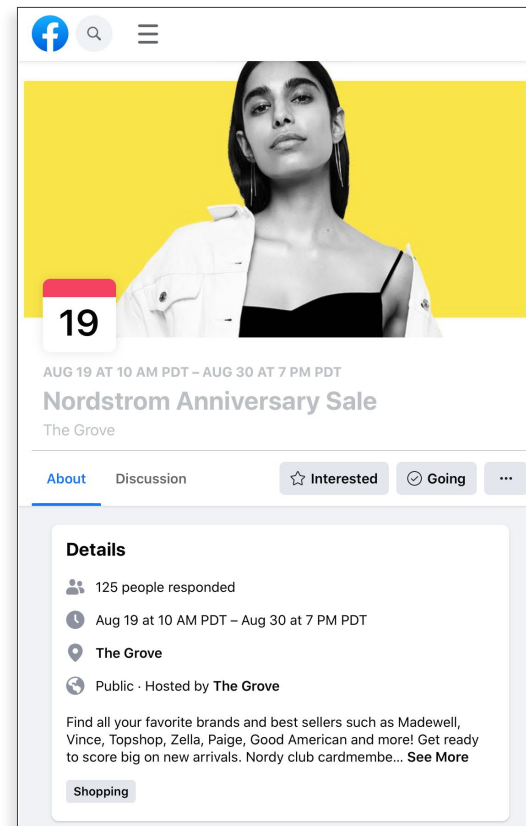 19
AUG 19 AT 10 AM PDT – AUG 30 AT 7 PM PDT
Nordstrom Anniversary Sale
The Grove
About Discussion Interested Going
Details
125 people responded
Aug 19 at 10 AM PDT – Aug 30 at 7 PM PDT
The Grove
Public · Hosted by The Grove
Find all your favorite brands and best sellers such as Madewell,
Vince, Topshop, Zella, Paige, Good American and more! Get ready
to score big on new arrivals. Nordy club cardmembe... See More
Shopping